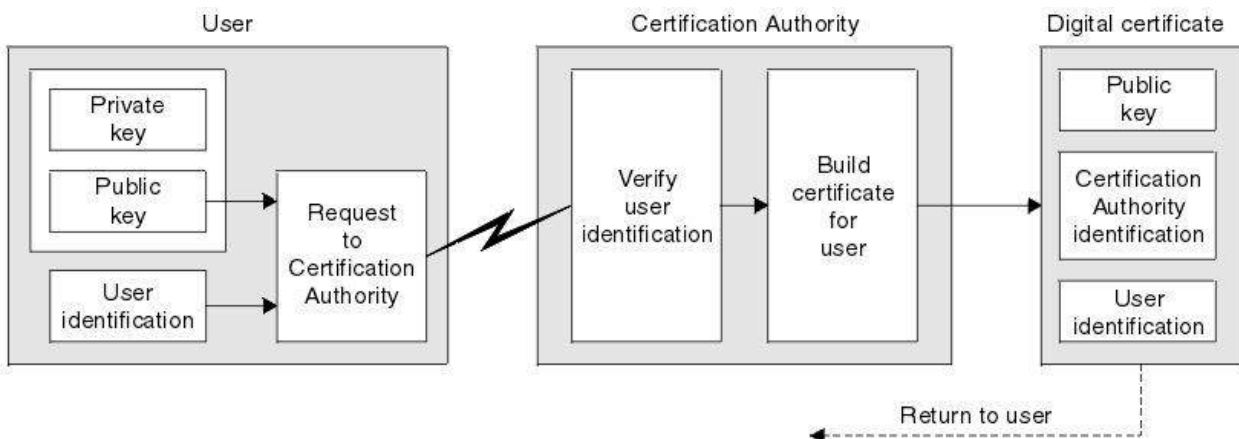 User
Certification Authority
Digital certificate
Private
key
Public
key
User
identification
Request
to
Certification
Authority
Verify
user
identification
Build
certificate
for
user
Public
key
Certification
Authority
identification
User
identification
Return to user